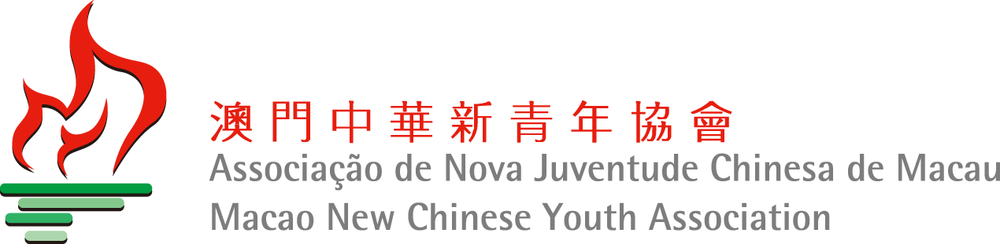 澳門中華新青年協會
Associação de Nova Juventude Chinesa de Macau
Macao New Chinese Youth Association